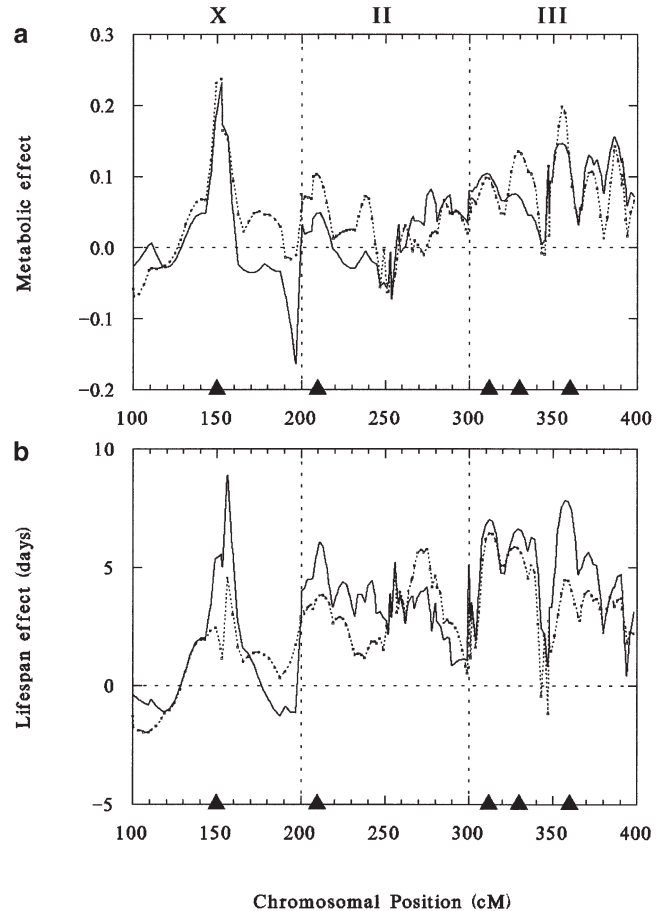 X II III
a
0.3
0.2
0.1
0.0
−0.1
−0.2
Metabolic effect
100 150 200 250 300 350 400
b
10
5
0
−5
Lifespan effect (days)
100 150 200 250 300 350 400
Chromosomal Position (cM)